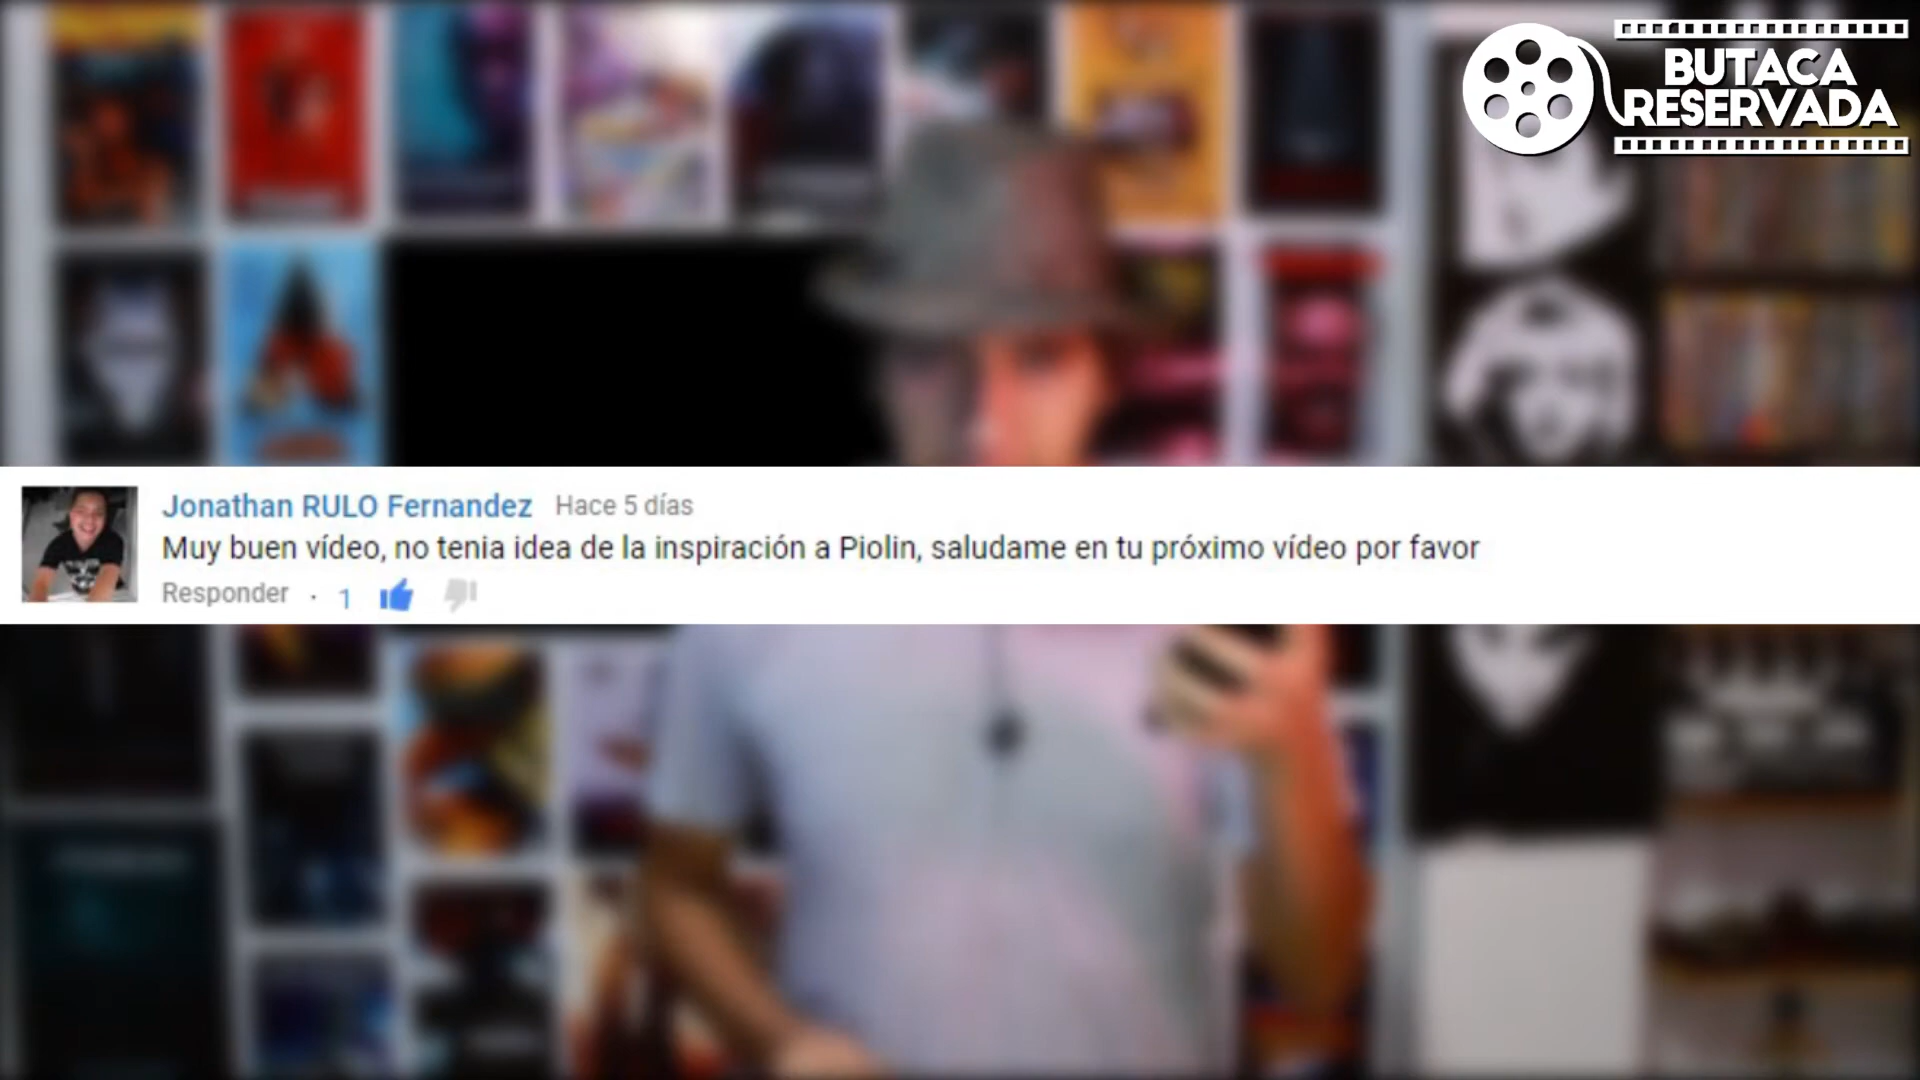 BUTACA
RESERVADA
Jonathan RULO Fernandez Hace 5 días
Muy buen vídeo, no tenia idea de la inspiración a Piolin, saludame en tu próximo vídeo por favor
Responder · 1